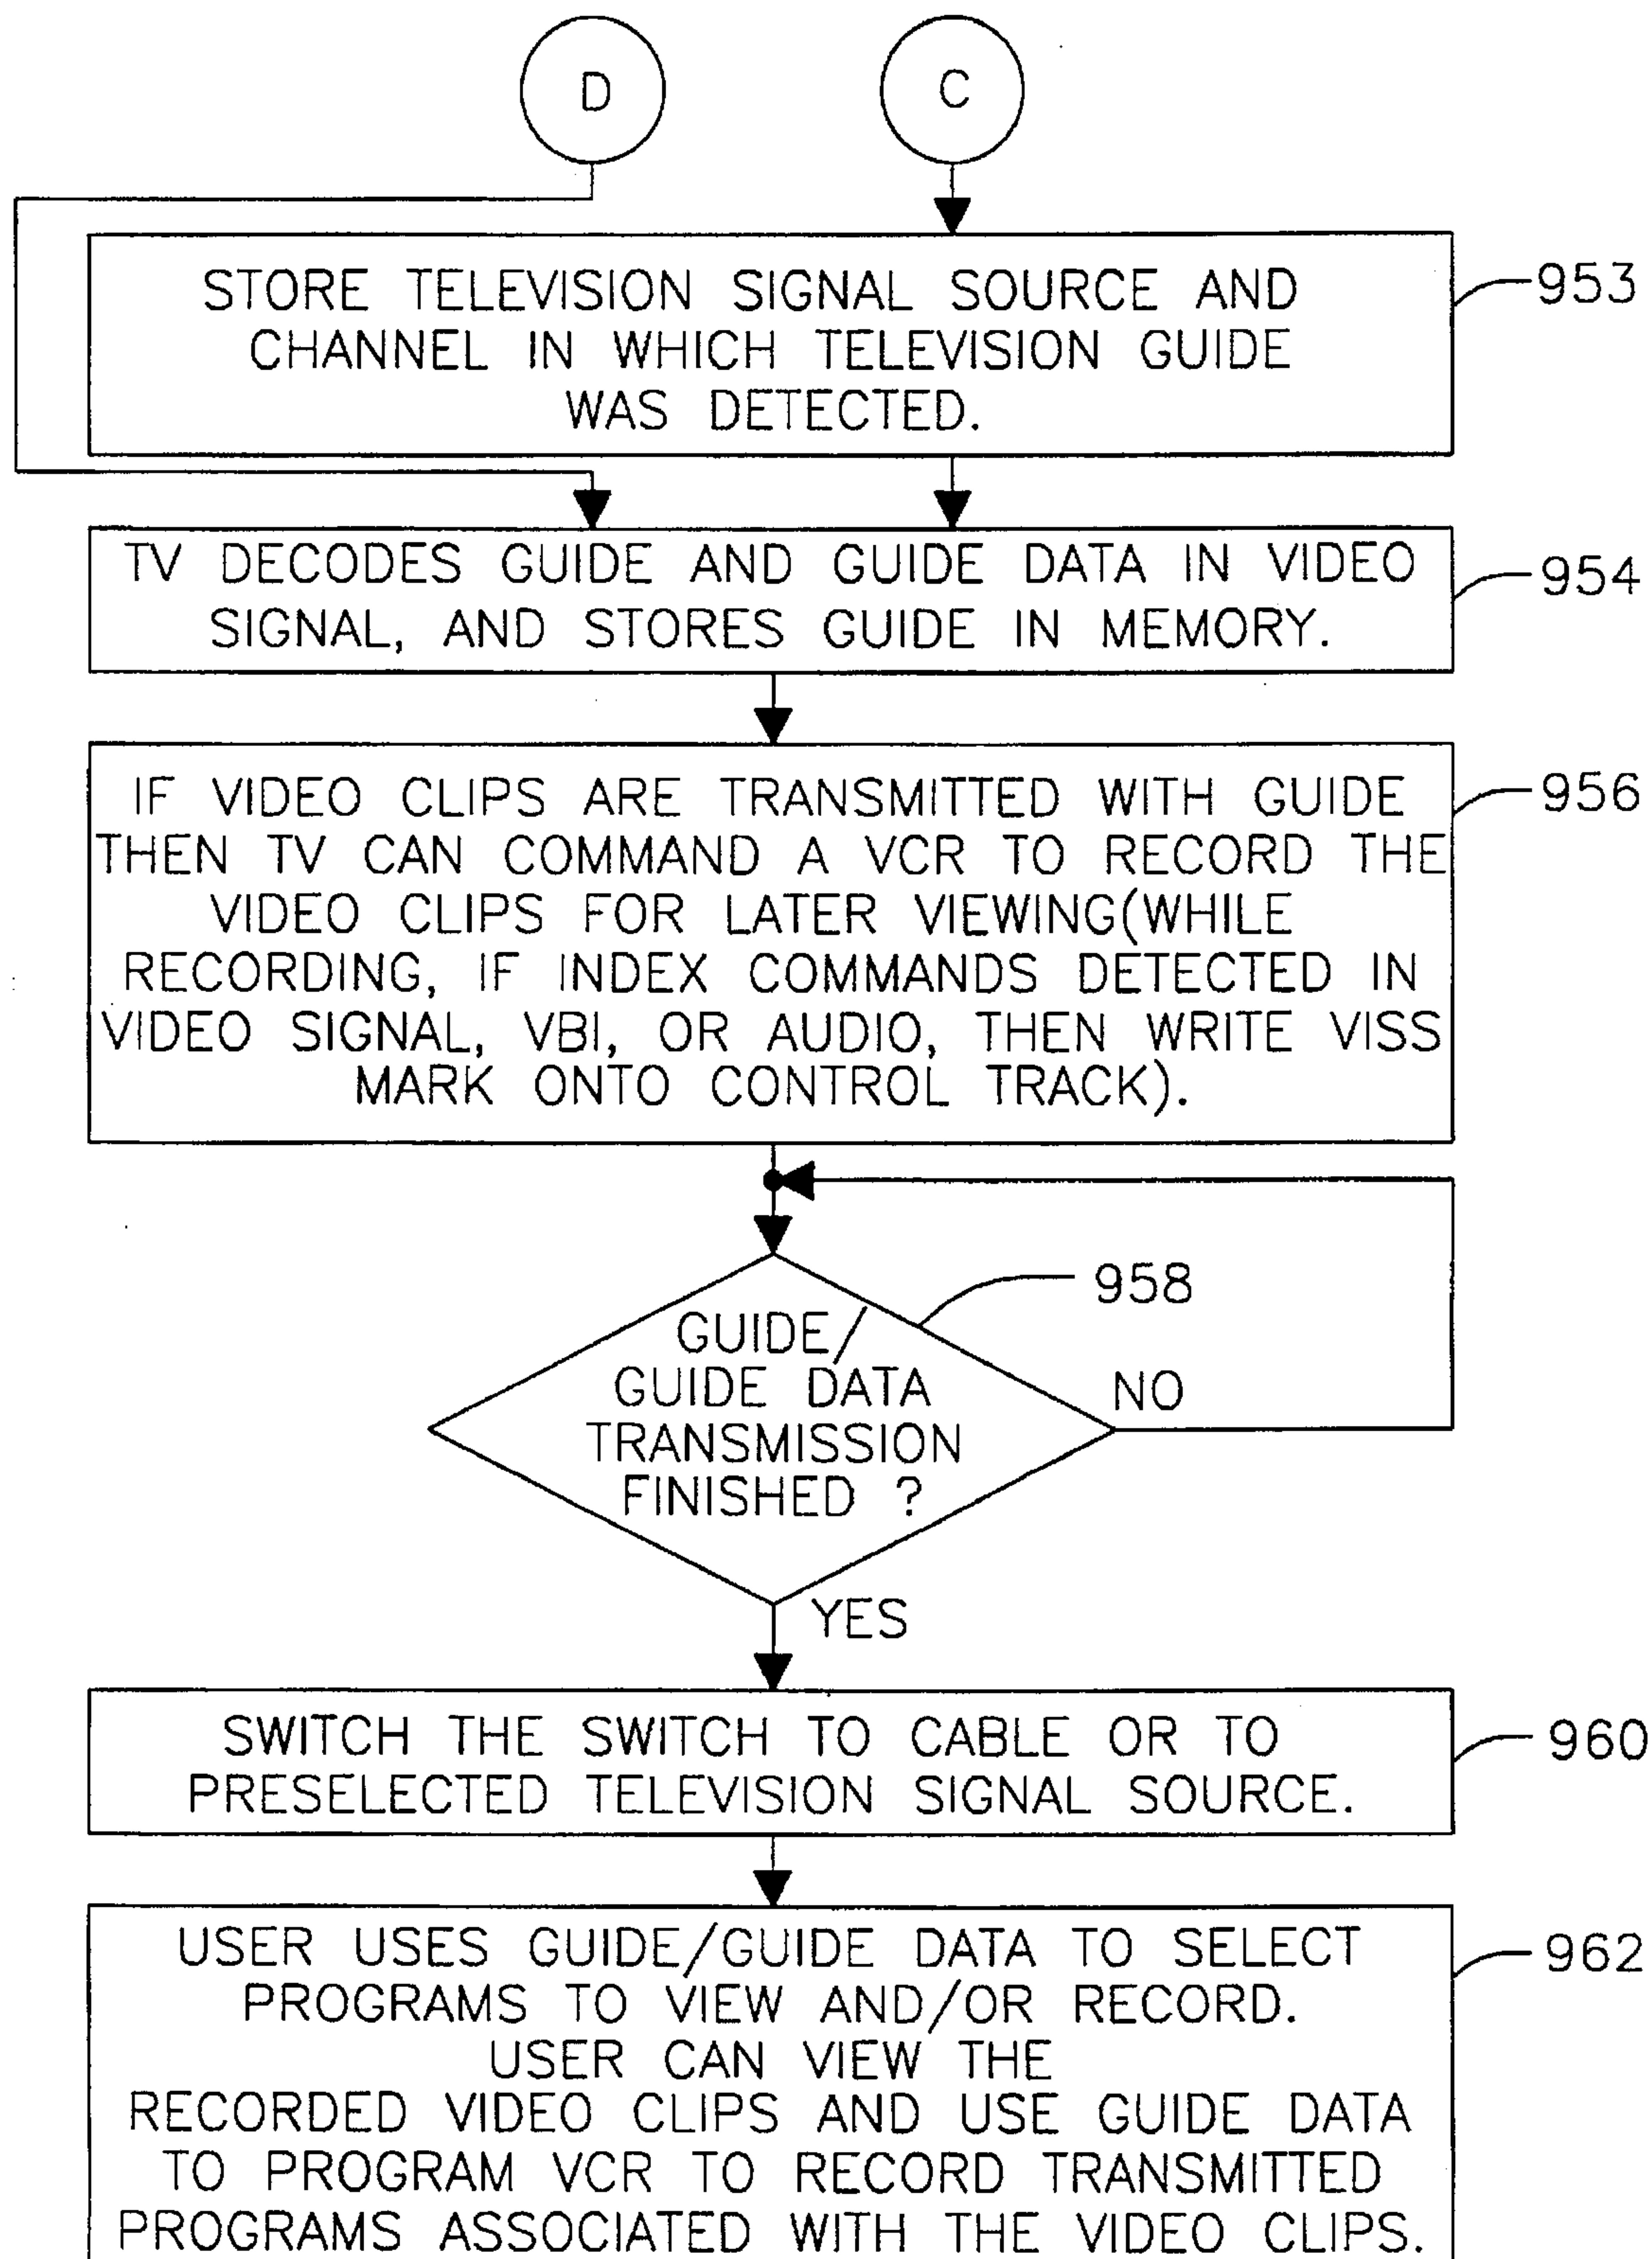 D
C
STORE TELEVISION SIGNAL SOURCE AND
CHANNEL IN WHICH TELEVISION GUIDE
WAS DETECTED.
953
TV DECODES GUIDE AND GUIDE DATA IN VIDEO
SIGNAL, AND STORES GUIDE IN MEMORY.
954
IF VIDEO CLIPS ARE TRANSMITTED WITH GUIDE
THEN TV CAN COMMAND A VCR TO RECORD THE
VIDEO CLIPS FOR LATER VIEWING(WHILE
RECORDING, IF INDEX COMMANDS DETECTED IN
VIDEO SIGNAL, VBI, OR AUDIO, THEN WRITE VISS
MARK ONTO CONTROL TRACK).
956
GUIDE/
GUIDE DATA
TRANSMISSION
FINISHED ?
958
NO
YES
SWITCH THE SWITCH TO CABLE OR TO
PRESELECTED TELEVISION SIGNAL SOURCE.
960
USER USES GUIDE/GUIDE DATA TO SELECT
PROGRAMS TO VIEW AND/OR RECORD.
USER CAN VIEW THE
RECORDED VIDEO CLIPS AND USE GUIDE DATA
TO PROGRAM VCR TO RECORD TRANSMITTED
PROGRAMS ASSOCIATED WITH THE VIDEO CLIPS.
962